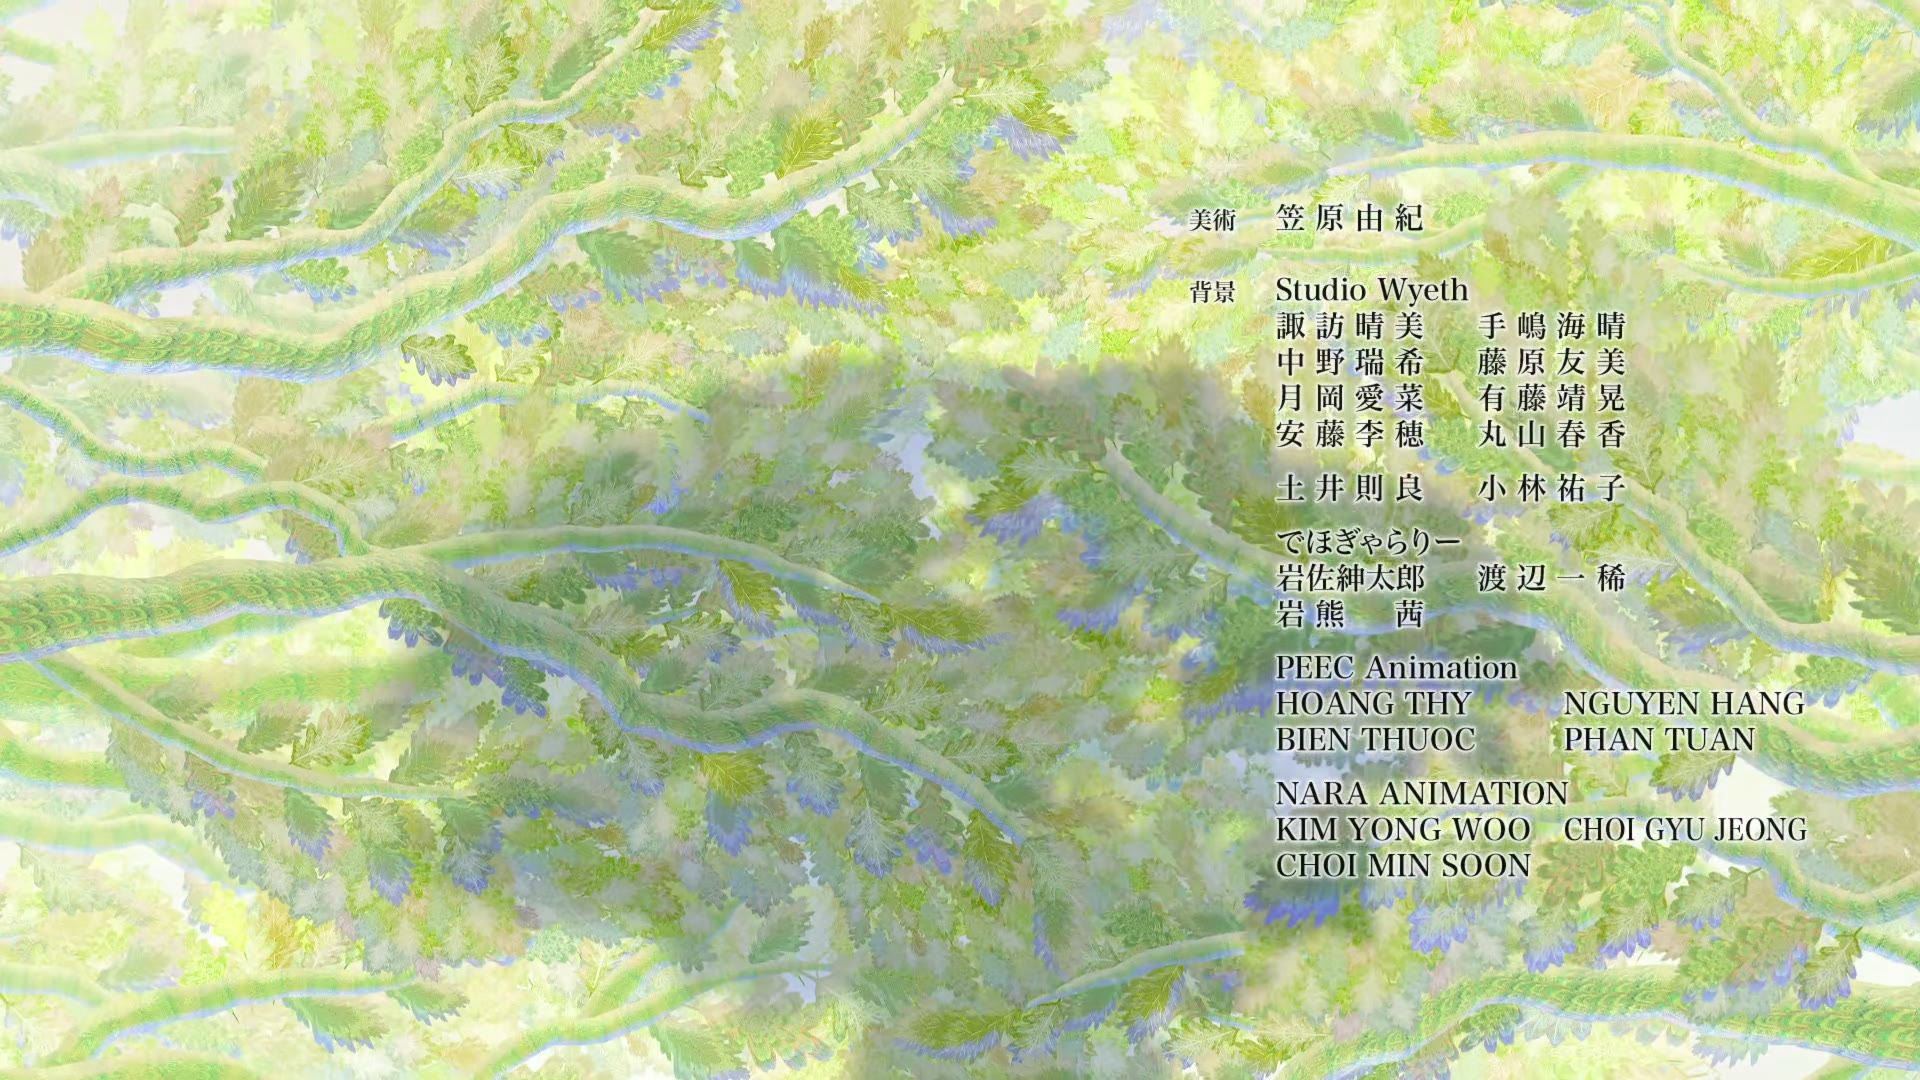 美術 笠原由紀
背景 Studio Wyeth
諏訪晴美 手嶋海晴
中野瑞希 藤原友美
月岡愛菜 有藤靖晃
安藤李穂 丸山春香
土井則良 小林祐子
でほぎゃらりー
岩佐紳太郎 渡辺一稀
岩熊 茜
PEEC Animation
HOANG THY NGUYEN HANG
BIEN THUOC PHAN TUAN
NARA ANIMATION
KIM YONG WOO CHOI GYU JEONG
CHOI MIN SOON